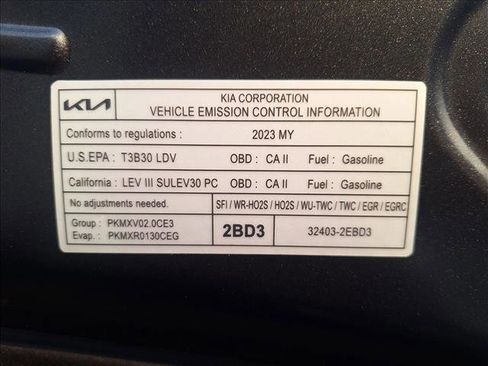 KIA
KIA CORPORATION
VEHICLE EMISSION CONTROL INFORMATION
Conforms to regulations : 2023 MY
U.S.EPA : T3B30 LDV OBD : CA II Fuel : Gasoline
California : LEV III SULEV30 PC OBD : CA II Fuel : Gasoline
No adjustments needed. SFI / WR-HO2S / HO2S / WU-TWC / TWC / EGR / EGRC
Group : PKMXV02.0CE3
Evap. : PKMXR0130CEG
2BD3
32403-2EBD3